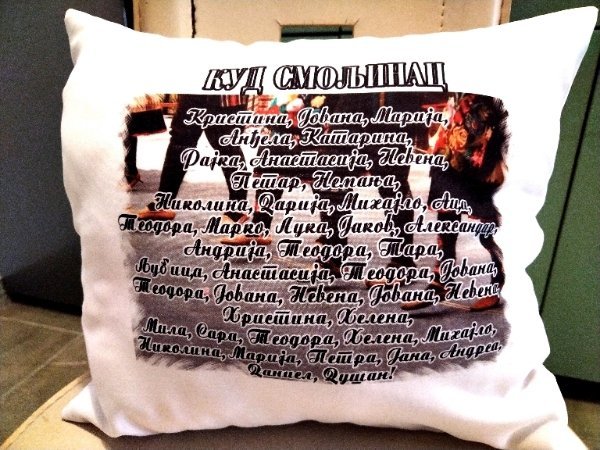 КУД СМОЉИНАЦ
Кристина, Јована, Марија,
Анђела, Катарина,
Рајка, Анастасија, Невена,
Петар, Немања,
Николина, Дарија, Михајло, Аца,
Теодора, Марко, Лука, Јаков, Александар,
Андрија, Теодора, Тара,
Љубица, Анастасија, Теодора, Јована,
Теодора, Јована, Невена, Јована, Невена,
Христина, Хелена,
Мила, Сара, Теодора, Хелена, Михајло,
Николина, Марија, Петра, Јана, Андреа,
Данијел, Душан!